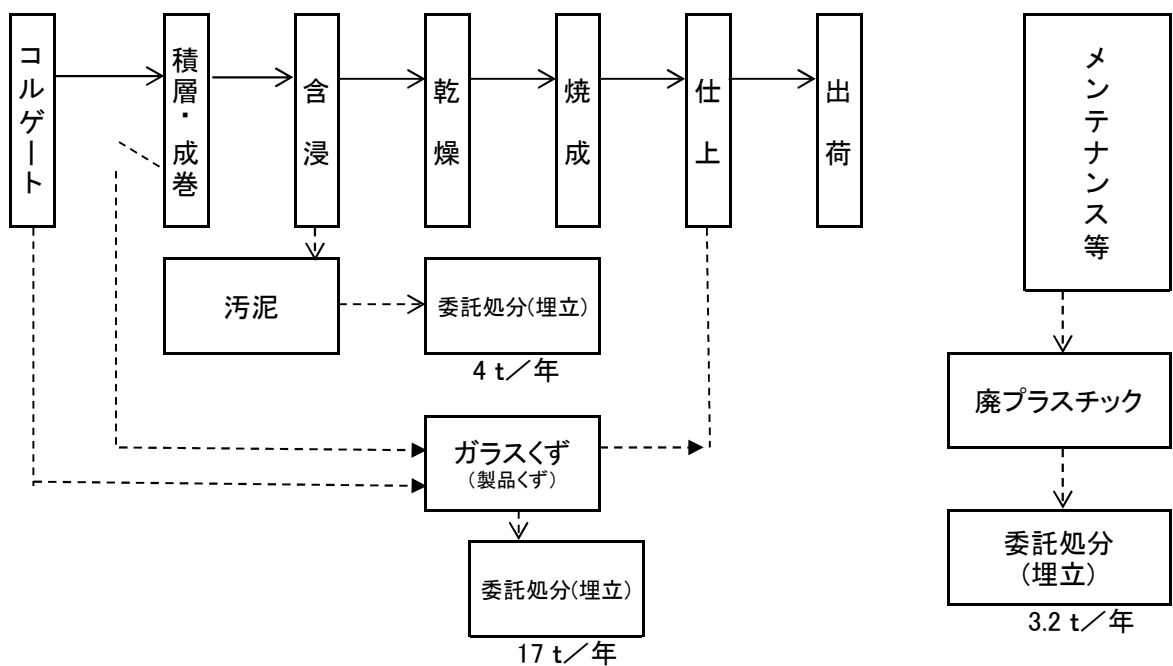 コルゲート
積層・成巻
含浸
乾燥
焼成
仕上
出荷
メンテナンス等
汚泥
委託処分(埋立)
4 t／年
廃プラスチック
ガラスくず
(製品くず)
委託処分
(埋立)
3.2 t／年
委託処分(埋立)
17 t／年